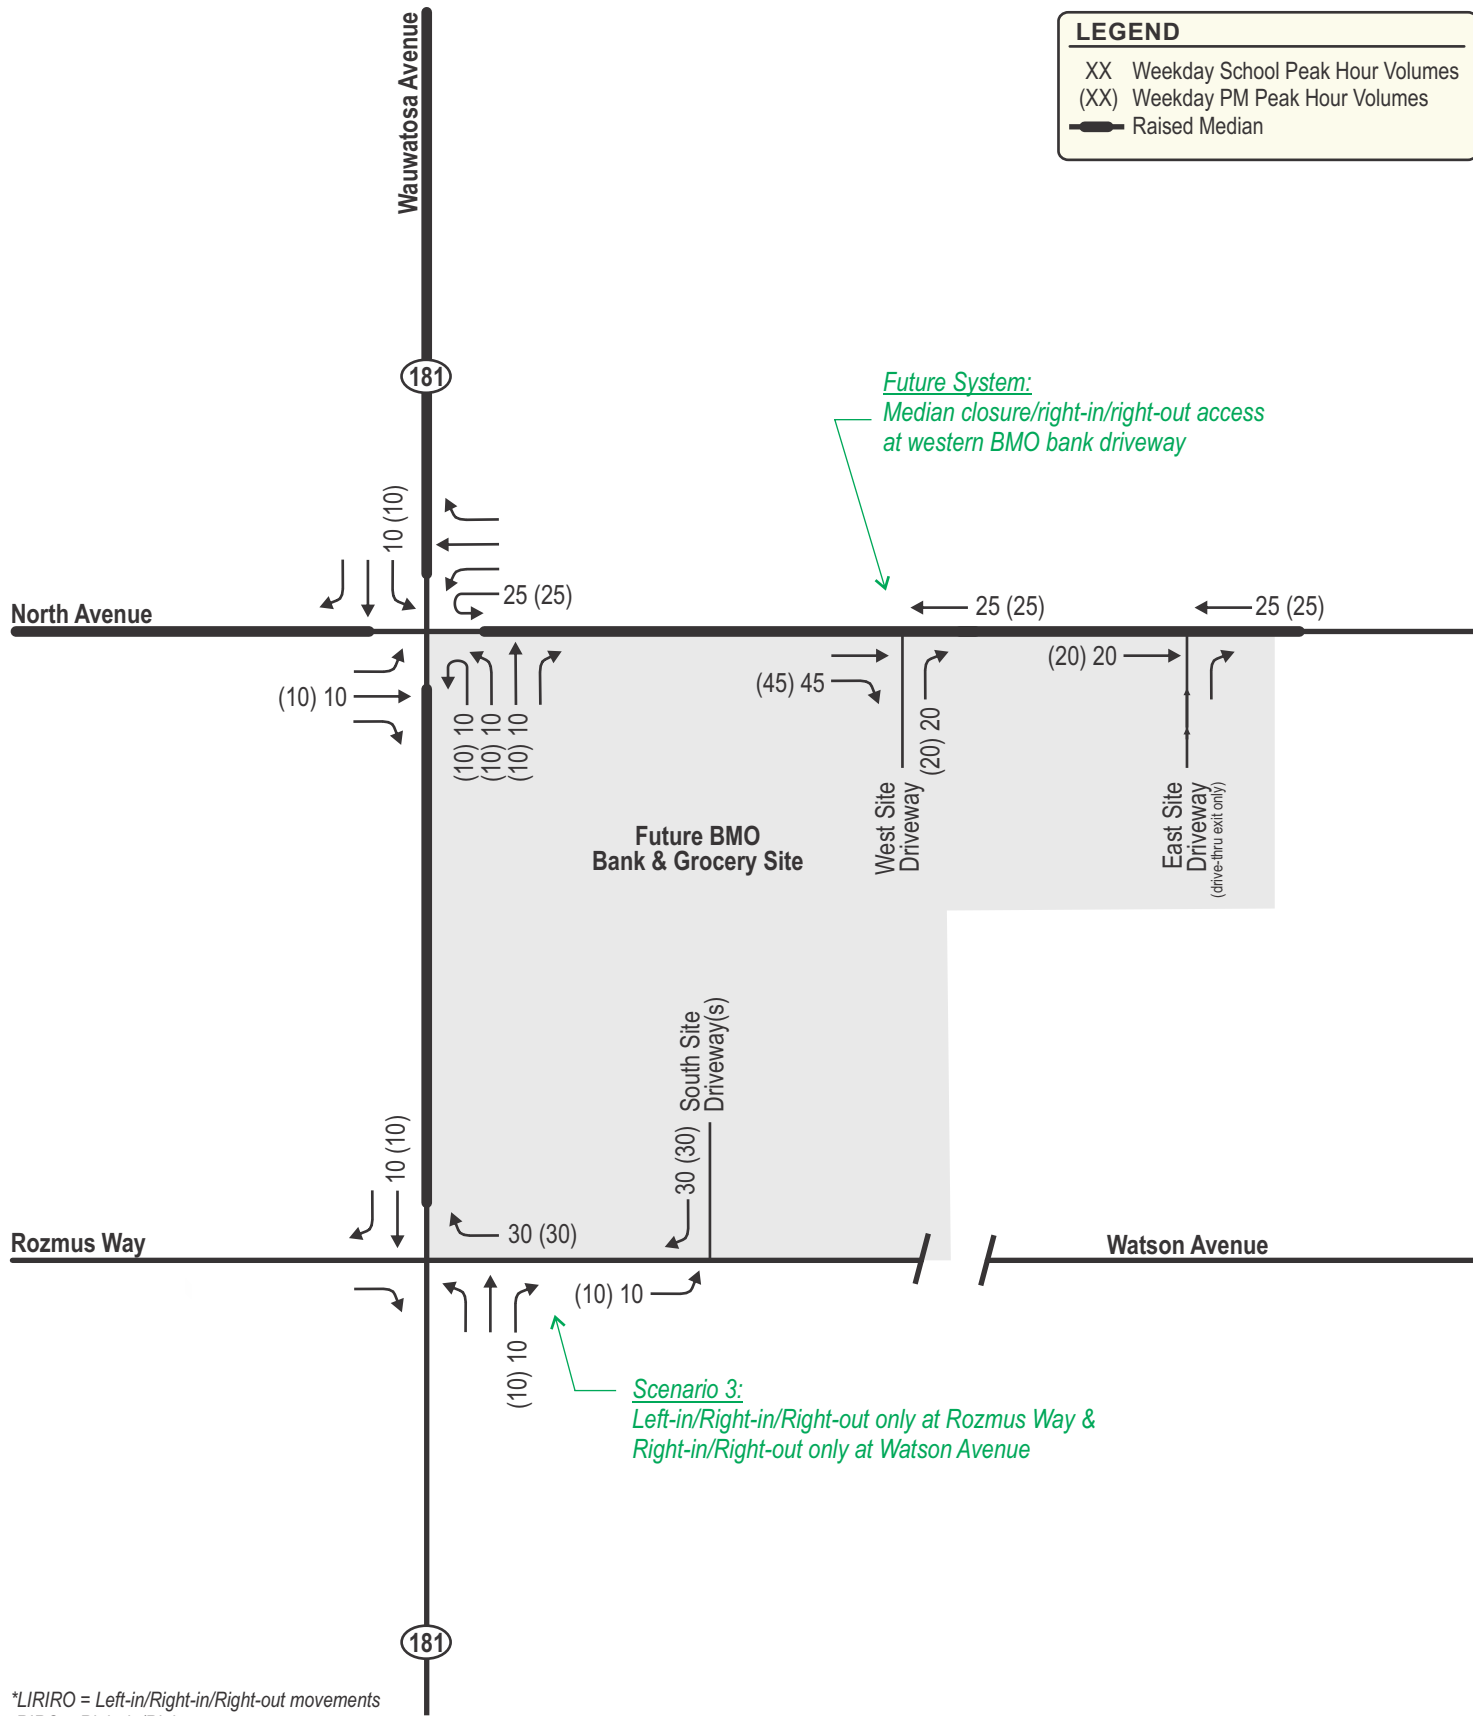 Wauwatosa Avenue
LEGEND
XX Weekday School Peak Hour Volumes
(XX) Weekday PM Peak Hour Volumes
Raised Median
181
Future System:
Median closure/right-in/right-out access
at western BMO bank driveway
10 (10)
25 (25)
25 (25)
25 (25)
North Avenue
(10) 10
(10) 10
(10) 10
(10) 10
(45) 45
(20) 20
(20) 20
West Site
Driveway
East Site
Driveway
(drive-thru exit only)
Future BMO
Bank & Grocery Site
South Site
Driveway(s)
10 (10)
30 (30)
30 (30)
Rozmus Way
Watson Avenue
(10) 10
(10) 10
Scenario 3:
Left-in/Right-in/Right-out only at Rozmus Way &
Right-in/Right-out only at Watson Avenue
181
*LIRIRO = Left-in/Right-in/Right-out movements